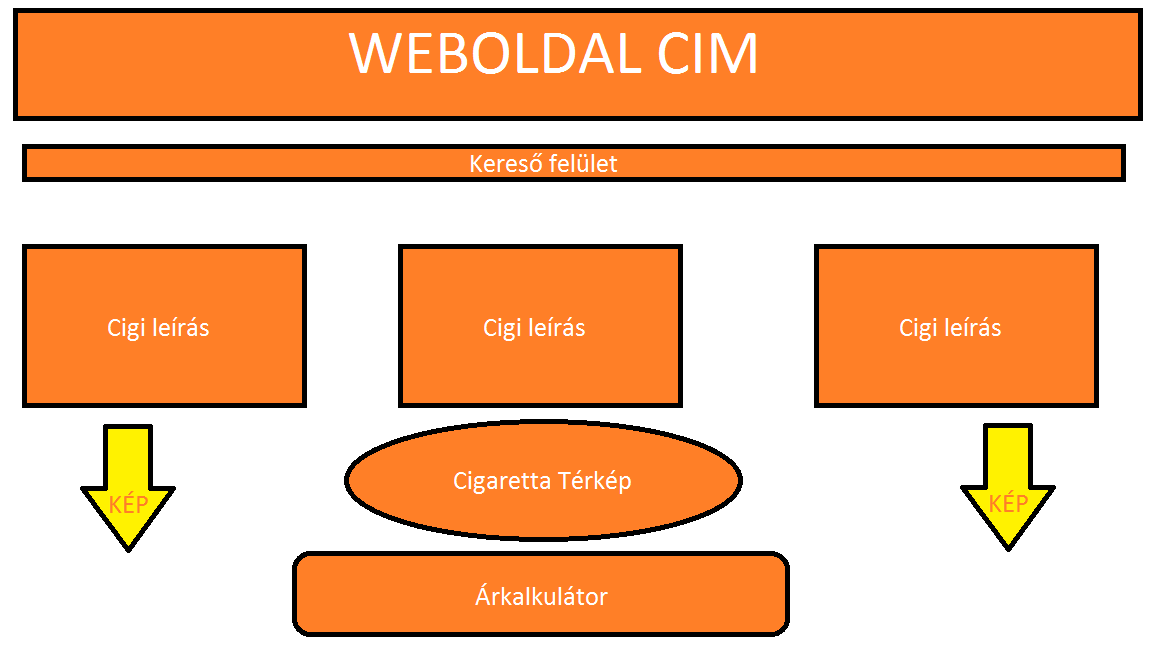 WEBOLDAL CIM
Kereső felület
Cigi leírás
Cigi leírás
Cigi leírás
Cigaretta Térkép
KÉP
KÉP
Árkalkulátor